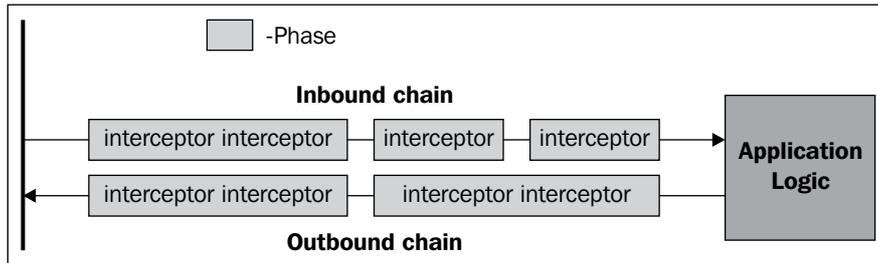 -Phase
Inbound chain
interceptor interceptor interceptor interceptor
Application
Logic
interceptor interceptor interceptor interceptor
Outbound chain